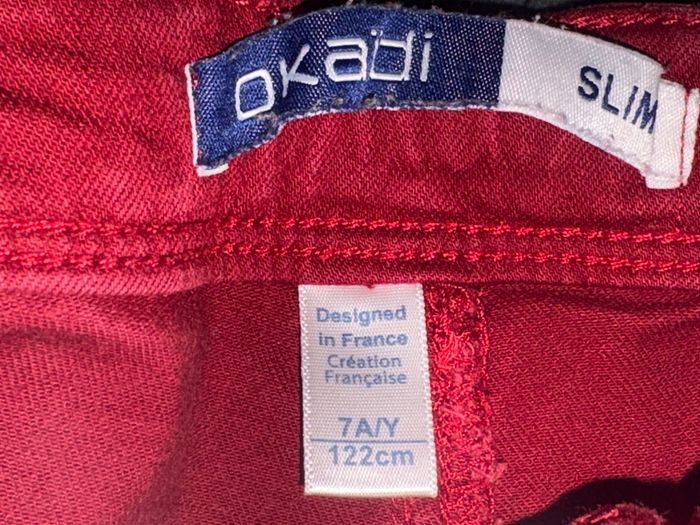 okaïdi
SLIM
Designed
in France
Création
Française
7A/Y
122cm